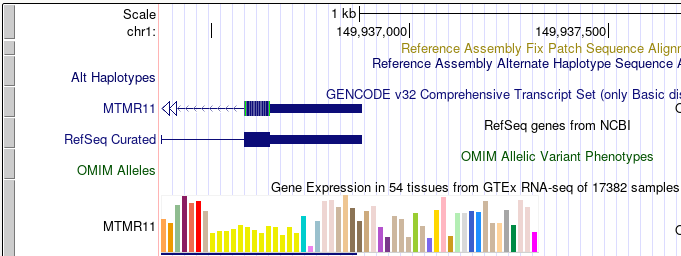 Scale 1 kb
chr1: 149,937,000 149,937,500
Reference Assembly Fix Patch Sequence
Reference Assembly Alternate Haplotype Sequence
Alt Haplotypes
GENCODE v32 Comprehensive Transcript Set (only Basic
MTMR11
RefSeq genes from NCBI
RefSeq Curated
OMIM Allelic Variant Phenotypes
OMIM Alleles
Gene Expression in 54 tissues from GTEx RNA-seq of 17382 samples
MTMR11